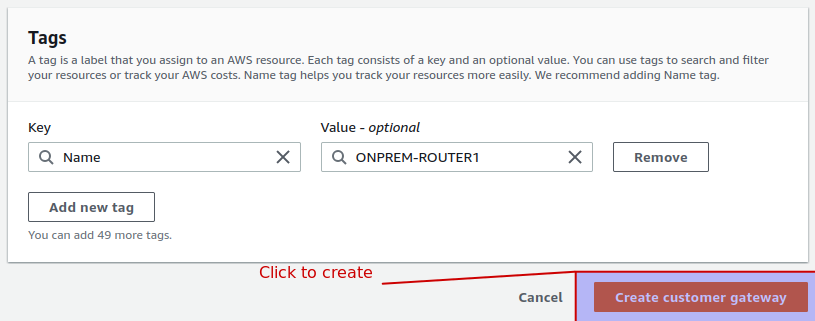 Tags
A tag is a label that you assign to an AWS resource. Each tag consists of a key and an optional value. You can use tags to search and filter
your resources or track your AWS costs. Name tag helps you track your resources more easily. We recommend adding Name tag.
Key
Value - optional
Name
ONPREM-ROUTER1
Remove
Add new tag
You can add 49 more tags.
Click to create
Cancel
Create customer gateway